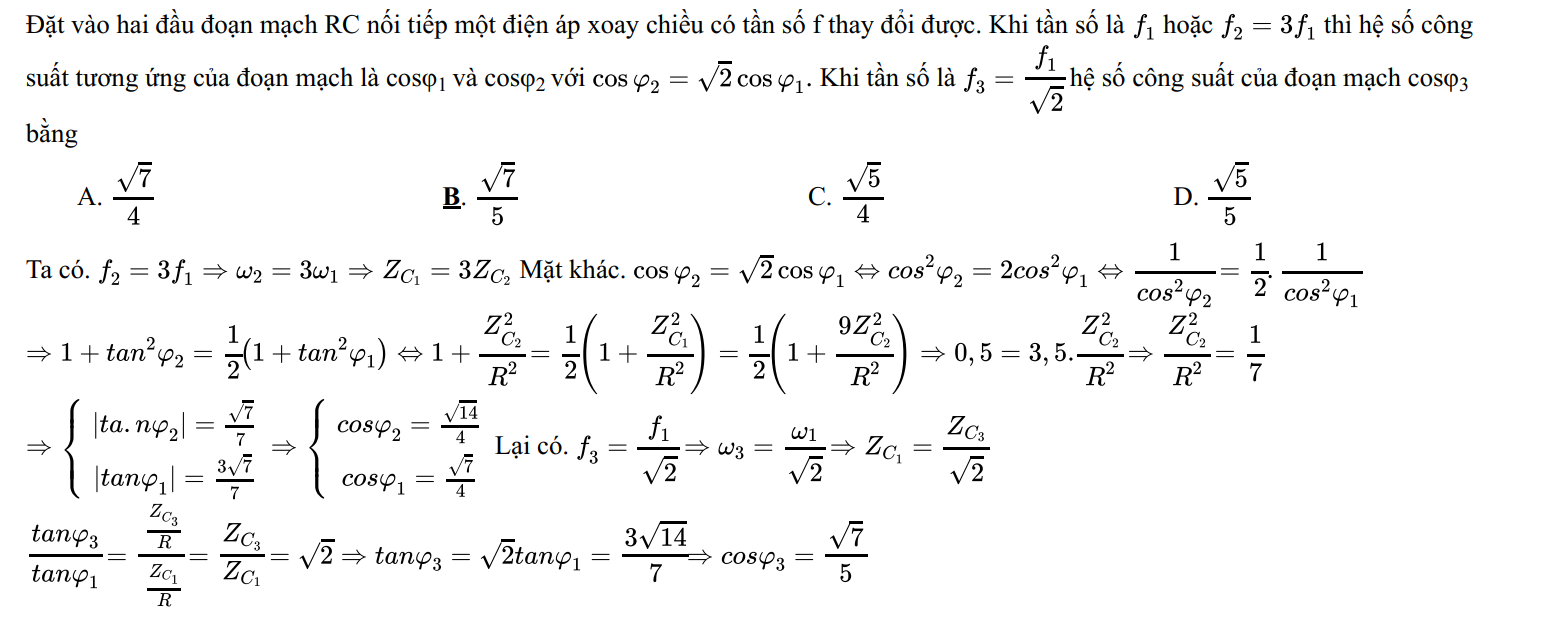 Đặt vào hai đầu đoạn mạch RC nối tiếp một điện áp xoay chiều có tần số f thay đổi được. Khi tần số là $f_1$ hoặc $f_2 = 3f_1$ thì hệ số công
suất tương ứng của đoạn mạch là cosφ₁ và cosφ₂ với $\cos\varphi_2 = \sqrt{2}\cos\varphi_1$. Khi tần số là $f_3 = \frac{f_1}{\sqrt{2}}$ hệ số công suất của đoạn mạch cosφ₃
bằng
A. $\frac{\sqrt{7}}{4}$ B. $\frac{\sqrt{7}}{5}$ C. $\frac{\sqrt{5}}{4}$ D. $\frac{\sqrt{5}}{5}$
Ta có. $f_2 = 3f_1 \Rightarrow \omega_2 = 3\omega_1 \Rightarrow Z_{C_1} = 3Z_{C_2}$ Mặt khác. $\cos\varphi_2 = \sqrt{2}\cos\varphi_1 \Leftrightarrow cos^2\varphi_2 = 2cos^2\varphi_1 \Leftrightarrow \frac{1}{cos^2\varphi_2} = \frac{1}{2}.\frac{1}{cos^2\varphi_1}$
$\Rightarrow 1 + tan^2\varphi_2 = \frac{1}{2}(1 + tan^2\varphi_1) \Leftrightarrow 1 + \frac{Z_{C_2}^2}{R^2} = \frac{1}{2}\left(1 + \frac{Z_{C_1}^2}{R^2}\right) = \frac{1}{2}\left(1 + \frac{9Z_{C_2}^2}{R^2}\right) \Rightarrow 0,5 = 3,5.\frac{Z_{C_2}^2}{R^2} \Rightarrow \frac{Z_{C_2}^2}{R^2} = \frac{1}{7}$
$\Rightarrow \begin{cases} |ta.n\varphi_2| = \frac{\sqrt{7}}{7} \\ |tan\varphi_1| = \frac{3\sqrt{7}}{7} \end{cases} \Rightarrow \begin{cases} cos\varphi_2 = \frac{\sqrt{14}}{4} \\ cos\varphi_1 = \frac{\sqrt{7}}{4} \end{cases}$ Lại có. $f_3 = \frac{f_1}{\sqrt{2}} \Rightarrow \omega_3 = \frac{\omega_1}{\sqrt{2}} \Rightarrow Z_{C_1} = \frac{Z_{C_3}}{\sqrt{2}}$
$\frac{tan\varphi_3}{tan\varphi_1} = \frac{\frac{Z_{C_3}}{R}}{\frac{Z_{C_1}}{R}} = \frac{Z_{C_3}}{Z_{C_1}} = \sqrt{2} \Rightarrow tan\varphi_3 = \sqrt{2}tan\varphi_1 = \frac{3\sqrt{14}}{7} \Rightarrow cos\varphi_3 = \frac{\sqrt{7}}{5}$